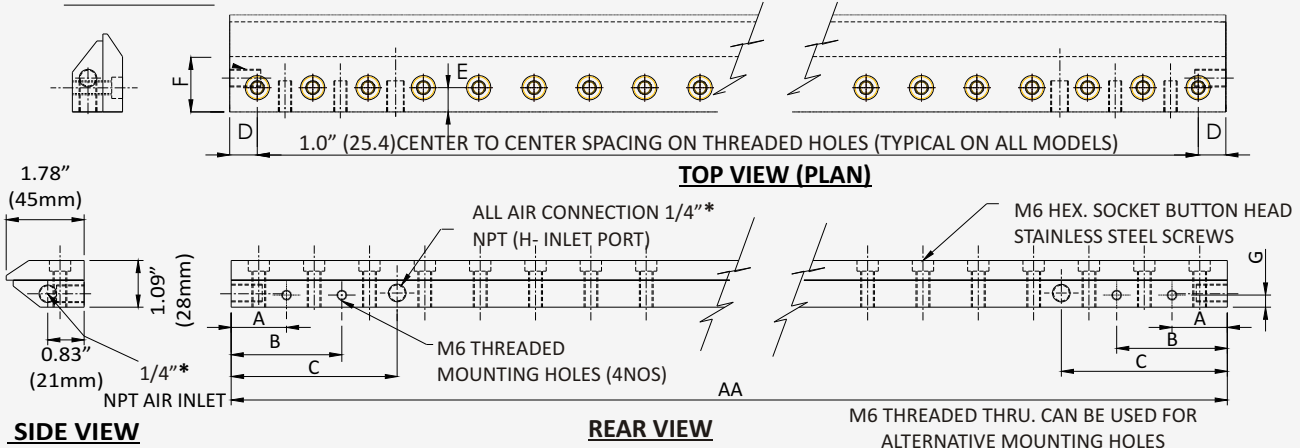 F
E
D
D
1.0" (25.4)CENTER TO CENTER SPACING ON THREADED HOLES (TYPICAL ON ALL MODELS)
TOP VIEW (PLAN)
1.78"
(45mm)
1.09"
(28mm)
0.83"
(21mm)
1/4"*
NPT AIR INLET
SIDE VIEW
ALL AIR CONNECTION 1/4"*
NPT (H- INLET PORT)
M6 HEX. SOCKET BUTTON HEAD
STAINLESS STEEL SCREWS
G
A
B
C
M6 THREADED
MOUNTING HOLES (4NOS)
A
B
C
AA
REAR VIEW
M6 THREADED THRU. CAN BE USED FOR
ALTERNATIVE MOUNTING HOLES